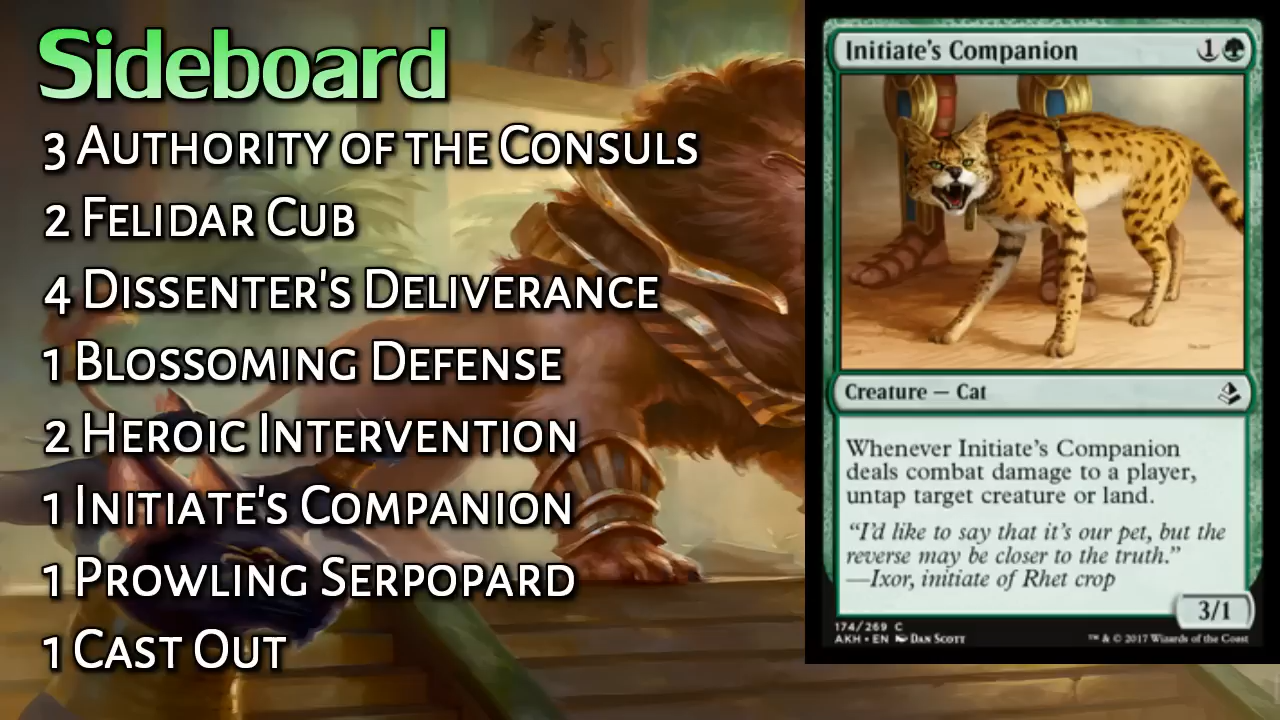 Sideboard
3 Authority of the Consuls
2 Felidar Cub
4 Dissenter's Deliverance
1 Blossoming Defense
2 Heroic Intervention
1 Initiate's Companion
1 Prowling Serpopard
1 Cast Out
Initiate's Companion 1
Creature — Cat
Whenever Initiate's Companion
deals combat damage to a player,
untap target creature or land.
"I'd like to say that it's our pet, but the
reverse may be closer to the truth."
—Ixor, initiate of Rhet crop
3/1
174/269 C
AKH • EN Dan Scott
™ & © 2017 Wizards of the Coast